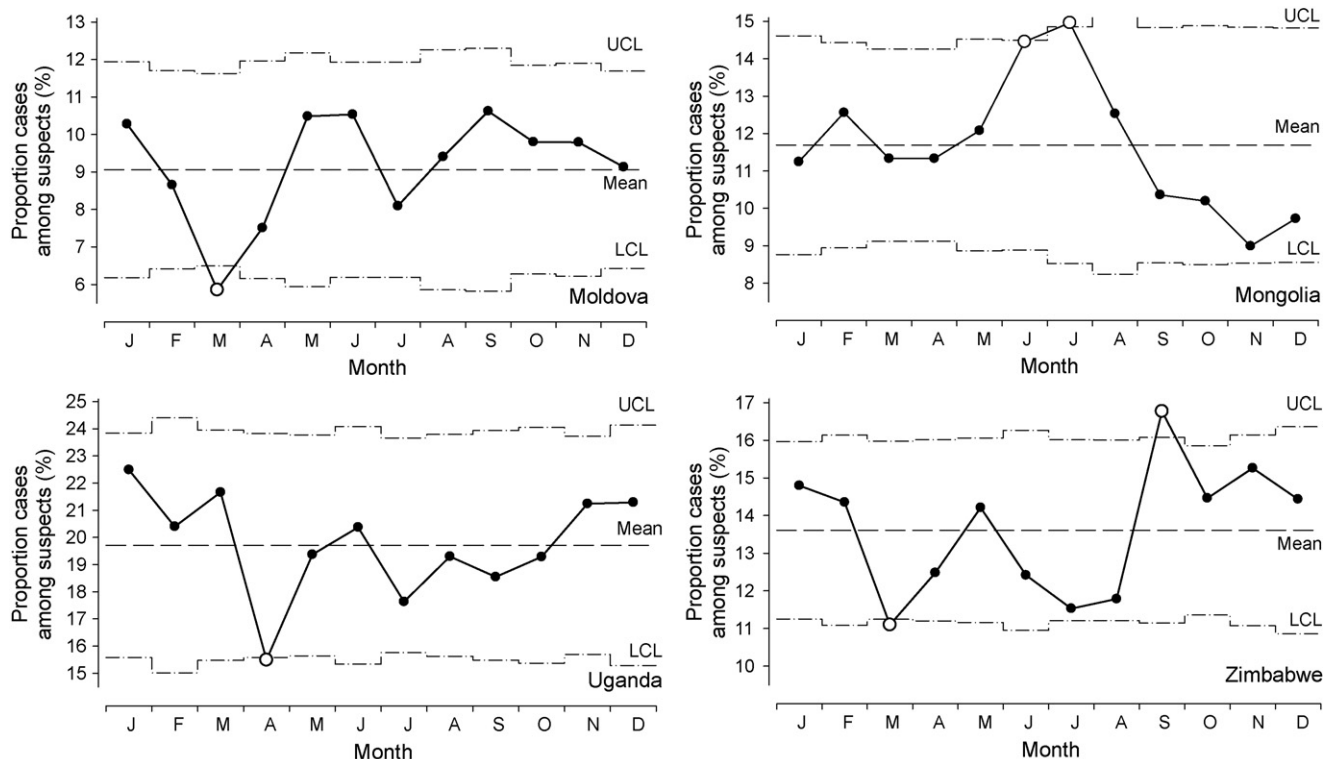 Proportion cases
among suspects (%)
13
12
11
10
9
8
7
6
UCL
Mean
LCL
Moldova
J F M A M J J A S O N D
Month
Proportion cases
among suspects (%)
15
14
13
12
11
10
9
8
UCL
Mean
LCL
Mongolia
J F M A M J J A S O N D
Month
Proportion cases
among suspects (%)
25
24
23
22
21
20
19
18
17
16
15
UCL
Mean
LCL
Uganda
J F M A M J J A S O N D
Month
Proportion cases
among suspects (%)
17
16
15
14
13
12
11
10
UCL
Mean
LCL
Zimbabwe
J F M A M J J A S O N D
Month